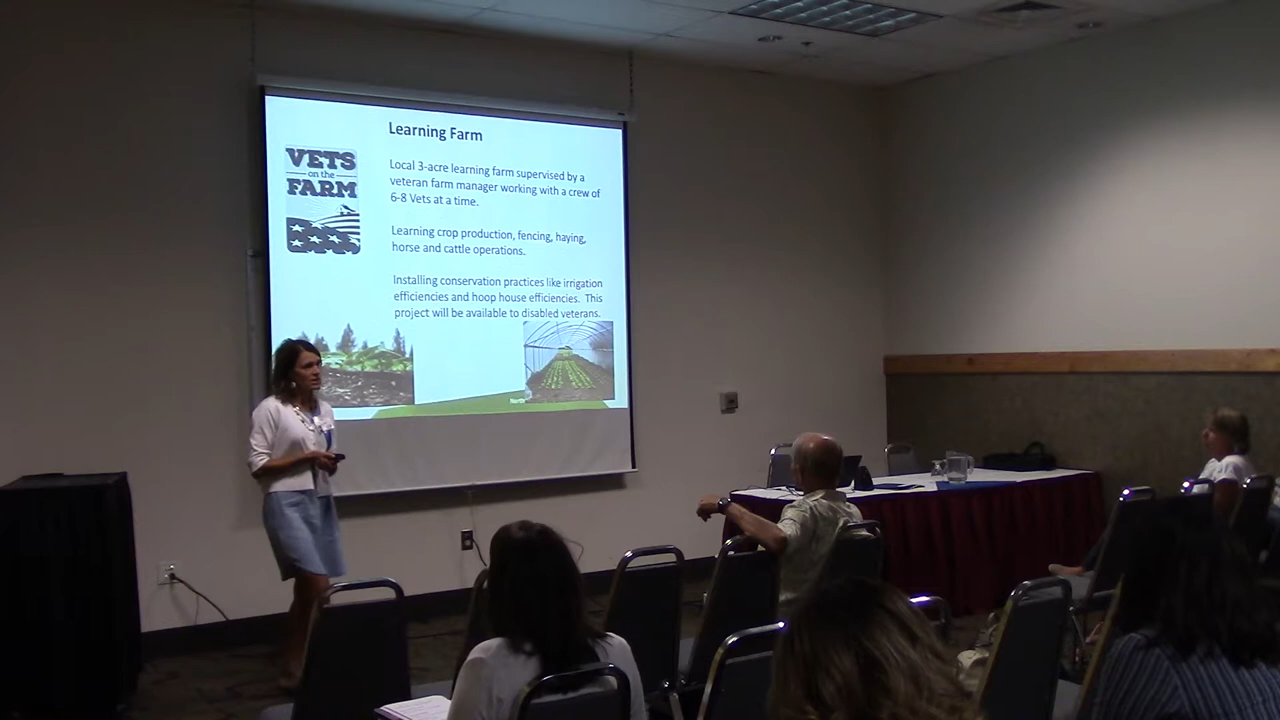 Learning Farm
VETS
on the
FARM
Local 3-acre learning farm supervised by a
veteran farm manager working with a crew of
6-8 Vets at a time.
Learning crop production, fencing, haying,
horse and cattle operations.
Installing conservation practices like irrigation
efficiencies and hoop house efficiencies. This
project will be available to disabled veterans.
North